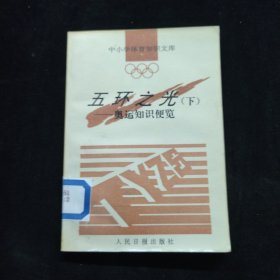 中小学体育知识文库
五环之光(下)
——奥运知识便览
人民日报出版社